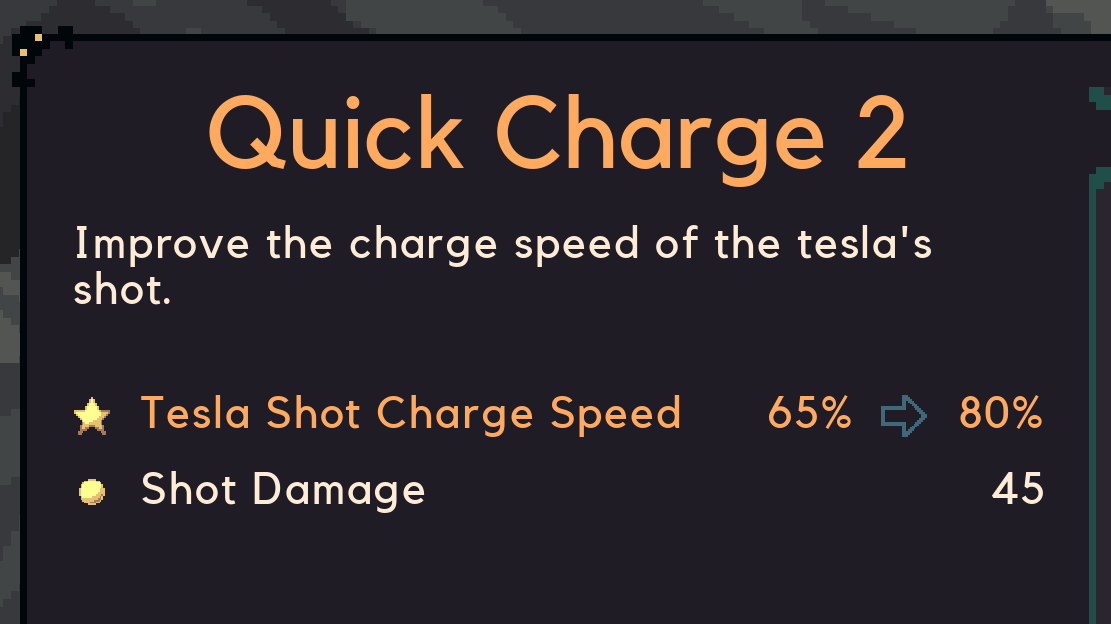 Quick Charge 2
Improve the charge speed of the tesla's
shot.
Tesla Shot Charge Speed 65% 80%
Shot Damage 45